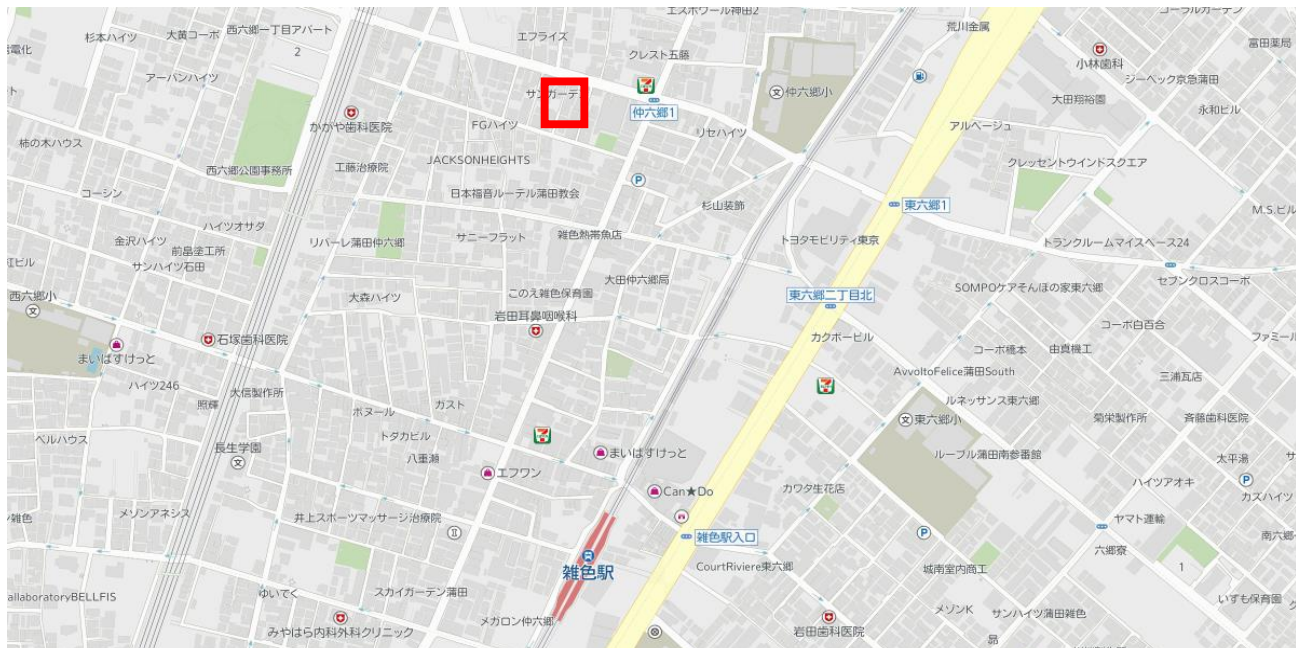 エスポワール神田2
コーラルガーデン
西六郷一丁目アパート
2
大黄コーポ
杉本ハイツ
エフライズ
荒川金属
富田薬局
電化
クレスト五藤
小林歯科
アーバンハイツ
ジーベック京急蒲田
サンガーデン
仲六郷小
大田翔裕園
永和ビル
仲六郷1
かがや歯科医院
FGハイツ
リセハイツ
アルページュ
柿の木ハウス
JACKSONHEIGHTS
クレッセントウインドスクエア
西六郷公園事務所
工藤治療院
P
コーシン
日本福音ルーテル蒲田教会
杉山装飾
東六郷1
M.S.ビル
ハイツオサダ
金沢ハイツ
前畠塗工所
リバーレ蒲田仲六郷
サニーフラット
雑色熱帯魚店
トヨタモビリティ東京
トランクルームマイスペース24
サンハイツ石田
紅ビル
大田仲六郷局
セブンクロスコーポ
西六郷小
大森ハイツ
このえ雑色保育園
東六郷二丁目北
SOMPOケアそんぽの家東六郷
岩田耳鼻咽喉科
コーポ白百合
石塚歯科医院
カクボービル
ファミール
まいばすけっと
コーポ橋本
由真機工
AvvoltoFelice蒲田South
三浦瓦店
ハイツ246
大信製作所
照輝
ガスト
ボヌール
ルネッサンス東六郷
東六郷小
菊栄製作所
斉藤歯科医院
ベルハウス
トダカビル
長生学園
八重瀬
まいばすけっと
ルーブル蒲田南参番館
太平湯
サ
エフワン
Can★Do
カワタ生花店
ハイツアオキ
P
カズハイツ
雑色
メゾンアネシス
井上スポーツマッサージ治療院
ヤマト運輸
雑色駅入口
P
南六郷
六郷寮
雑色駅
CourtRiviere東六郷
城南室内商工
1
allaboratoryBELLFIS
ゆいてく
スカイガーデン蒲田
いずも保育園
メゾンK
サンハイツ蒲田雑色
メガロン仲六郷
みやはら内科外科クリニック
岩田歯科医院
昴